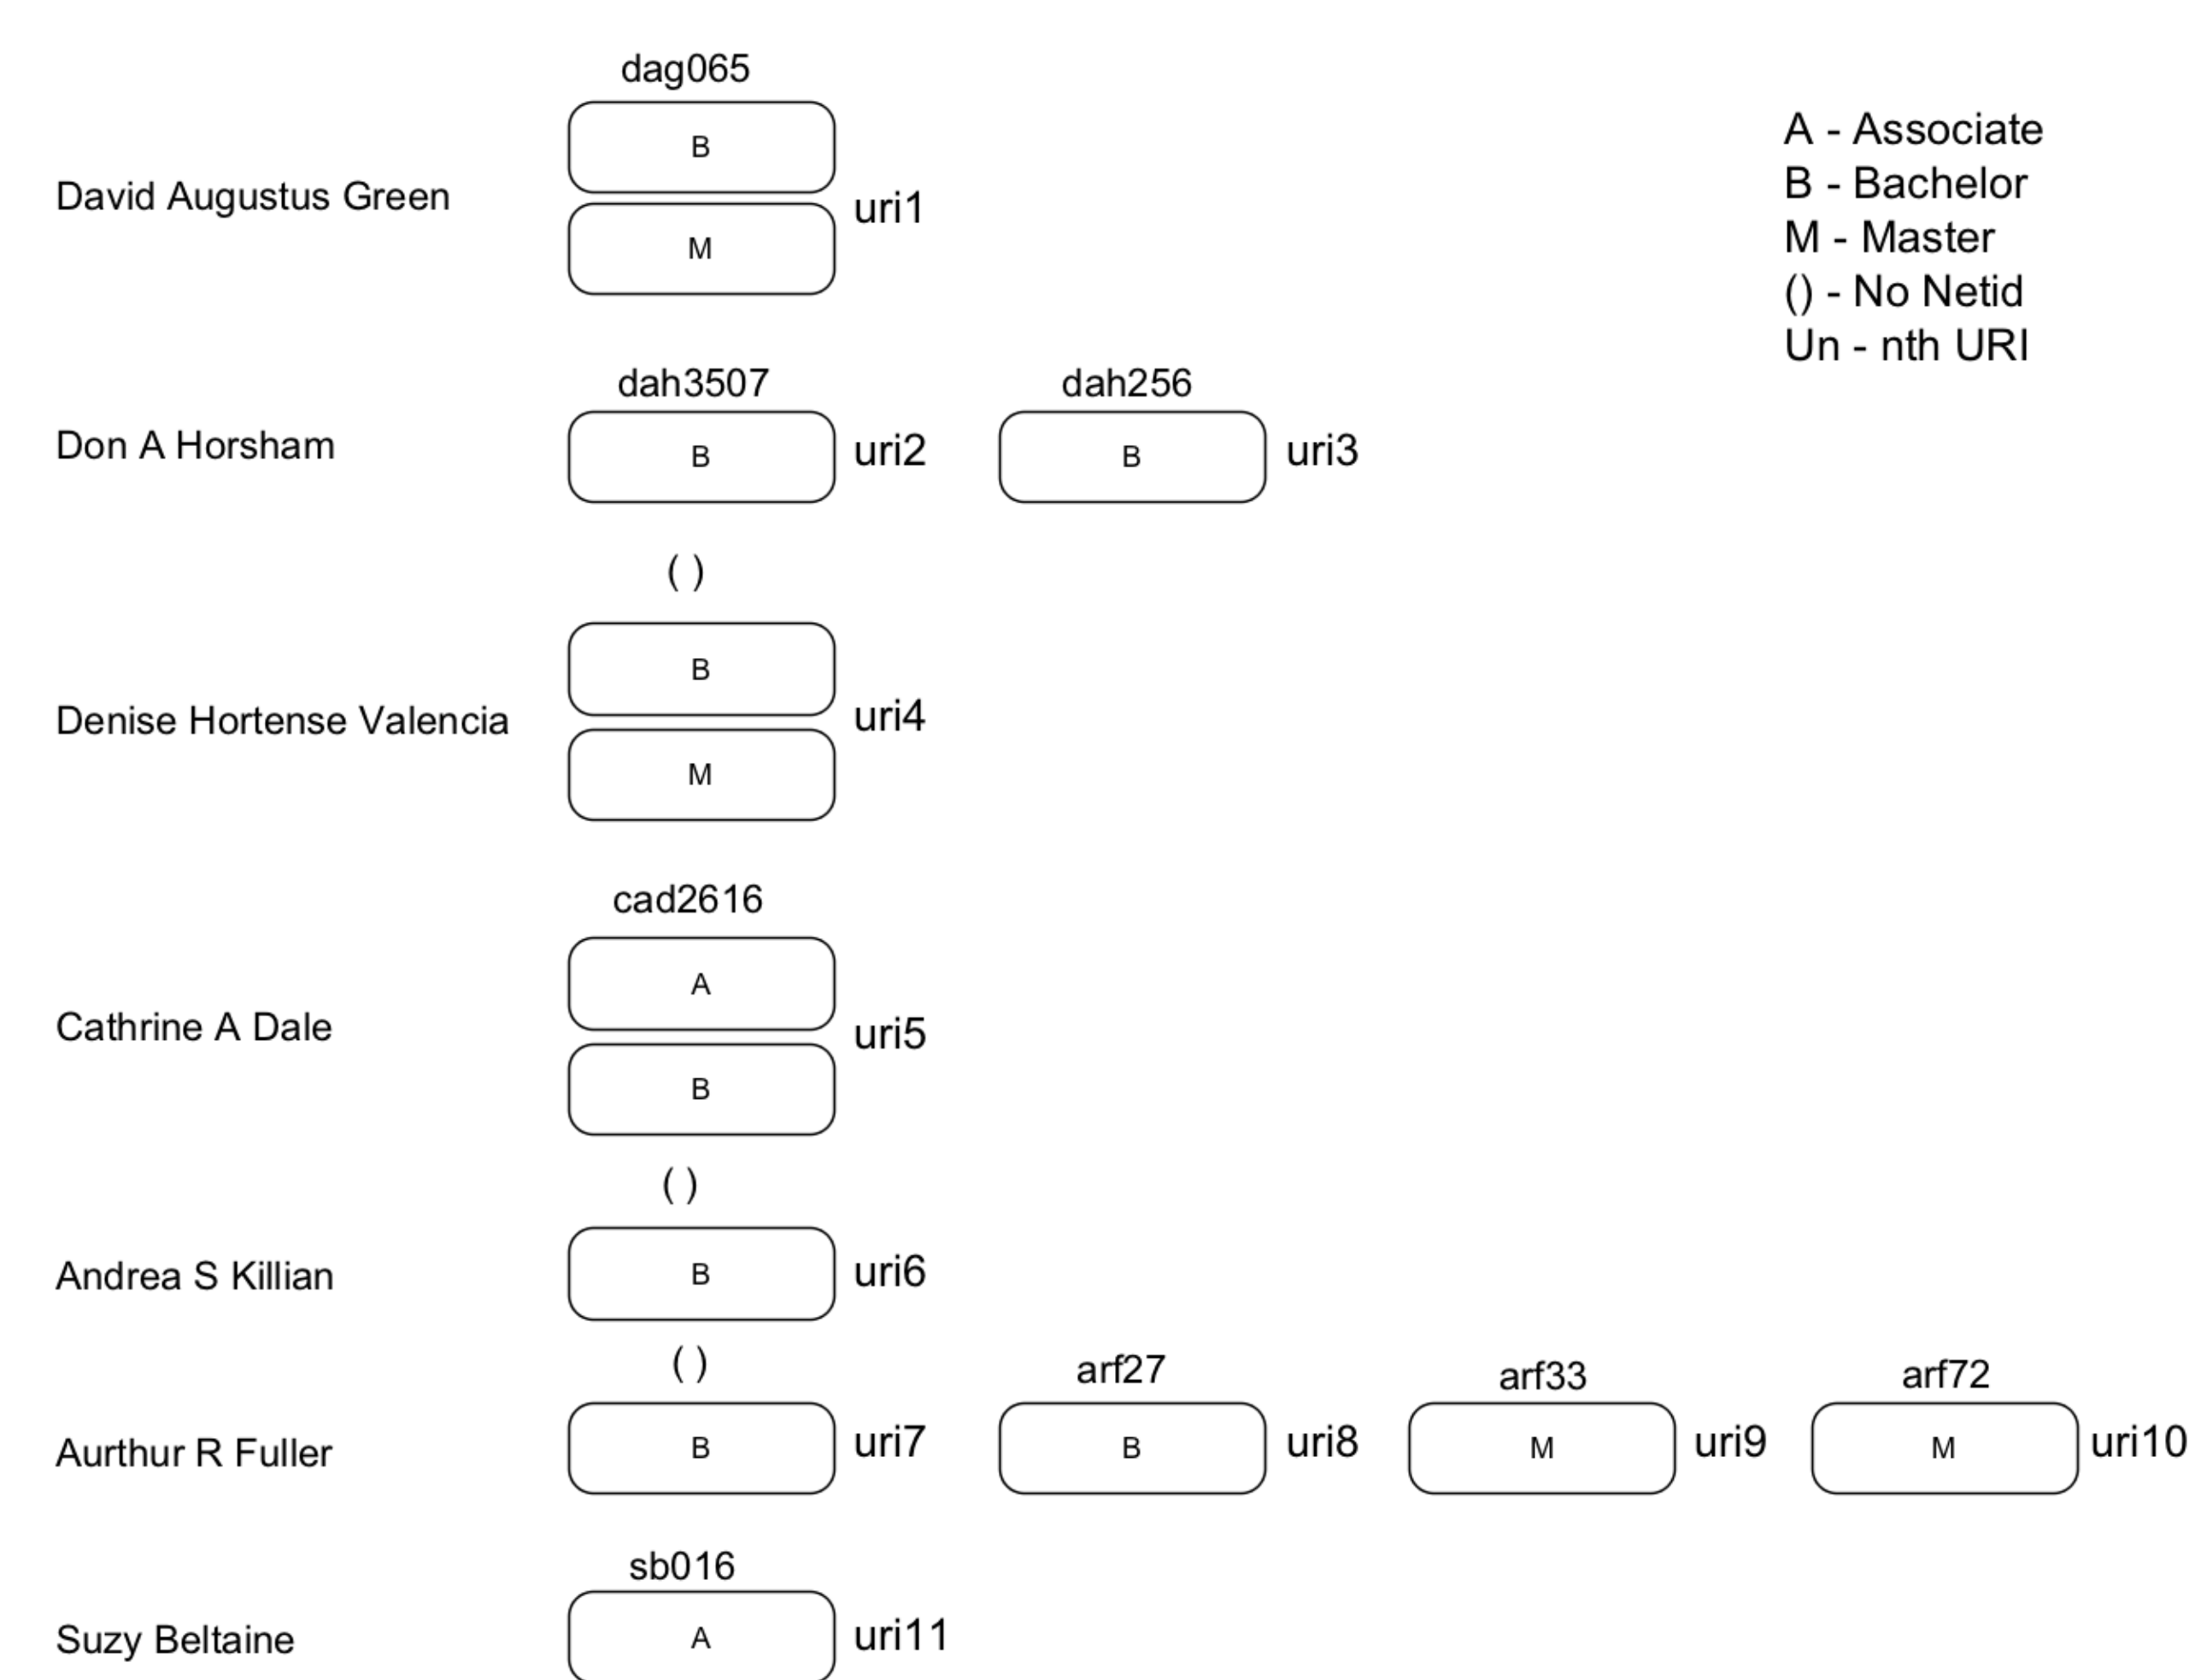 dag065
B
David Augustus Green
uri1
M
A - Associate
B - Bachelor
M - Master
() - No Netid
Un - nth URI
dah3507
dah256
Don A Horsham
B
uri2
B
uri3
( )
B
Denise Hortense Valencia
uri4
M
cad2616
A
Cathrine A Dale
uri5
B
( )
Andrea S Killian
B
uri6
( )
arf27
arf33
arf72
Aurthur R Fuller
B
uri7
B
uri8
M
uri9
M
uri10
sb016
Suzy Beltaine
A
uri11